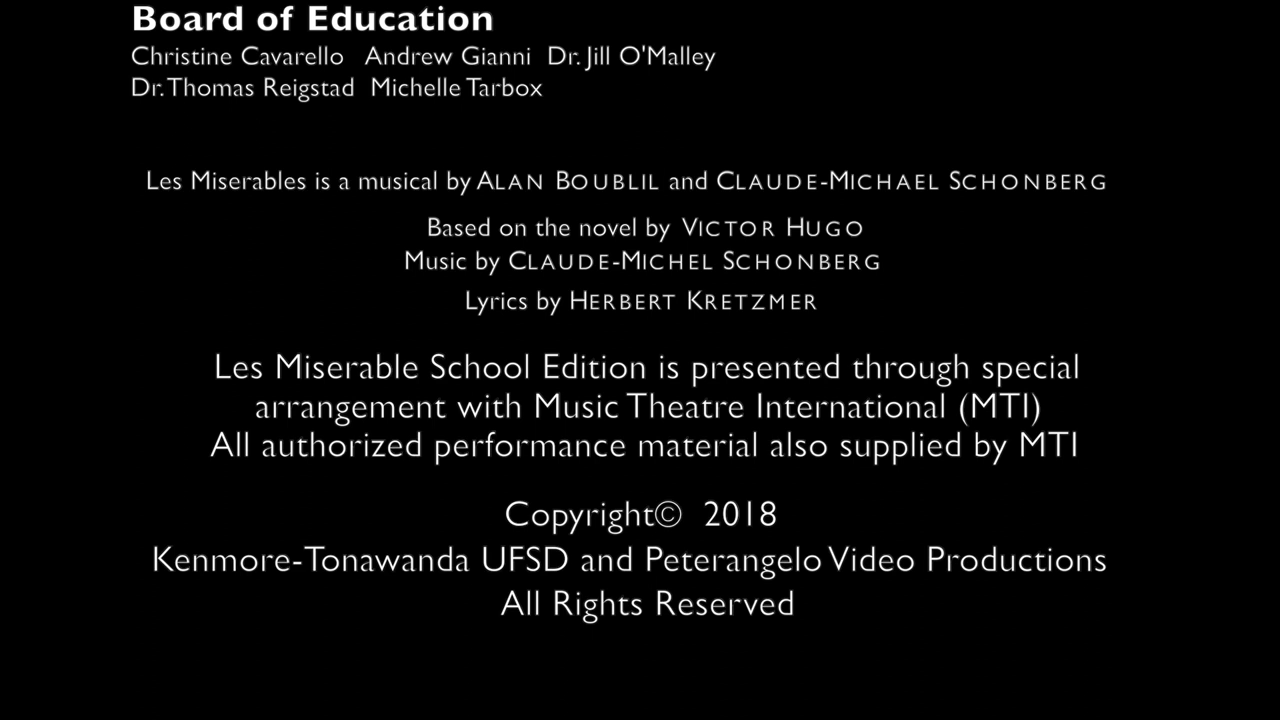 Board of Education
Christine Cavarello Andrew Gianni Dr. Jill O'Malley
Dr. Thomas Reigstad Michelle Tarbox
Les Miserables is a musical by ALAN BOUBLIL and CLAUDE-MICHAEL SCHONBERG
Based on the novel by VICTOR HUGO
Music by CLAUDE-MICHEL SCHONBERG
Lyrics by HERBERT KRETZMER
Les Miserable School Edition is presented through special
arrangement with Music Theatre International (MTI)
All authorized performance material also supplied by MTI
Copyright© 2018
Kenmore-Tonawanda UFSD and Peterangelo Video Productions
All Rights Reserved